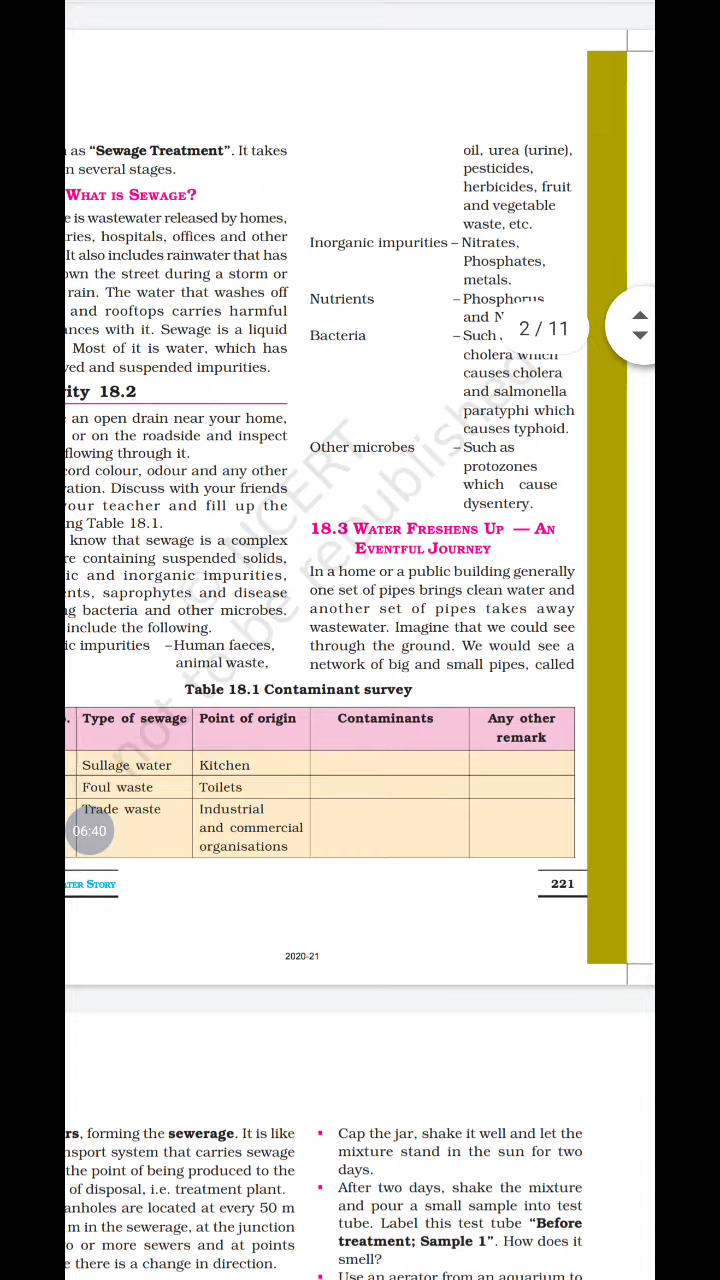 as "Sewage Treatment". It takes
n several stages.
WHAT IS SEWAGE?
e is wastewater released by homes,
ries, hospitals, offices and other
It also includes rainwater that has
own the street during a storm or
rain. The water that washes off
and rooftops carries harmful
ances with it. Sewage is a liquid
Most of it is water, which has
ved and suspended impurities.
ity 18.2
an open drain near your home,
or on the roadside and inspect
flowing through it.
cord colour, odour and any other
ation. Discuss with your friends
our teacher and fill up the
ng Table 18.1.
know that sewage is a complex
re containing suspended solids,
ic and inorganic impurities,
ents, saprophytes and disease
ng bacteria and other microbes.
include the following.
ic impurities –Human faeces,
animal waste,
oil, urea (urine),
pesticides,
herbicides, fruit
and vegetable
waste, etc.
Inorganic impurities – Nitrates,
Phosphates,
metals.
Nutrients –Phosphorus
and N
Bacteria –Such
cholera which
causes cholera
and salmonella
paratyphi which
causes typhoid.
Other microbes –Such as
protozones
which cause
dysentery.
18.3 WATER FRESHENS UP — AN
EVENTFUL JOURNEY
In a home or a public building generally
one set of pipes brings clean water and
another set of pipes takes away
wastewater. Imagine that we could see
through the ground. We would see a
network of big and small pipes, called
2 / 11
© NCERT
not to be republished
Table 18.1 Contaminant survey
. Type of sewage Point of origin Contaminants Any other
remark
Sullage water Kitchen
Foul waste Toilets
Trade waste Industrial
and commercial
organisations
06:40
ATER STORY
221
2020-21
rs, forming the sewerage. It is like
nsport system that carries sewage
the point of being produced to the
of disposal, i.e. treatment plant.
anholes are located at every 50 m
m in the sewerage, at the junction
o or more sewers and at points
e there is a change in direction.
▪ Cap the jar, shake it well and let the
mixture stand in the sun for two
days.
▪ After two days, shake the mixture
and pour a small sample into test
tube. Label this test tube "Before
treatment; Sample 1". How does it
smell?
▪ Use an aerator from an aquarium to